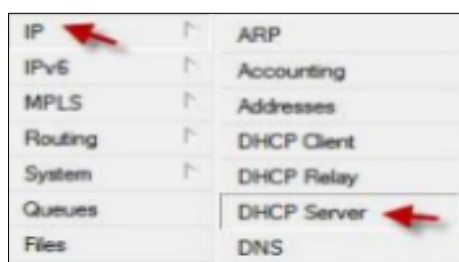 IP
IPv6
MPLS
Routing
System
Queues
Files
ARP
Accounting
Addresses
DHCP Client
DHCP Relay
DHCP Server
DNS